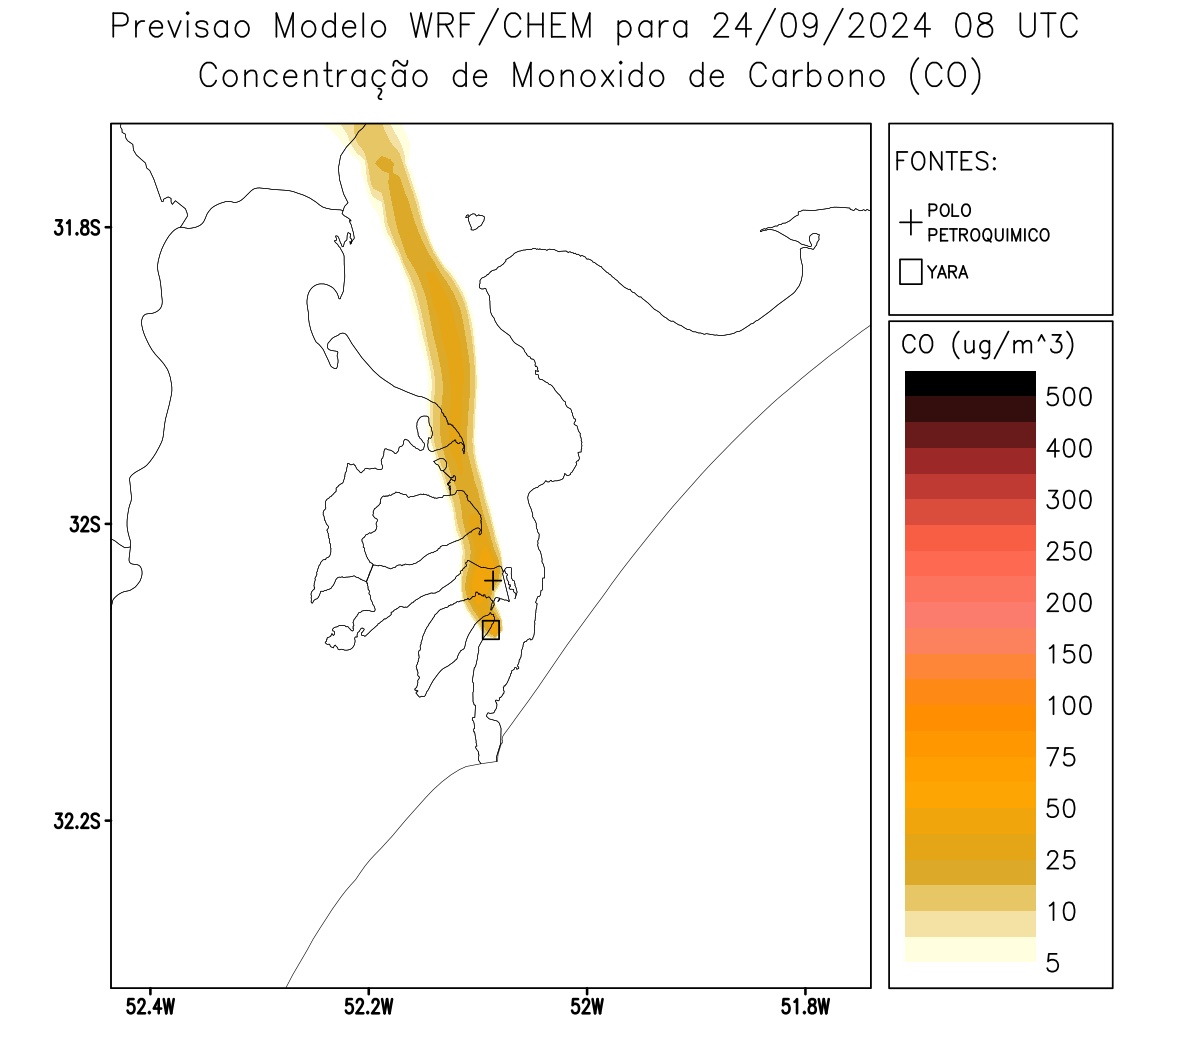 Previsao Modelo WRF/CHEM para 24/09/2024 08 UTC
Concentração de Monoxido de Carbono (CO)
FONTES:
POLO
PETROQUIMICO
YARA
CO (ug/m^3)
500
400
300
250
200
150
100
75
50
25
10
5
31.8S
32S
32.2S
52.4W
52.2W
52W
51.8W